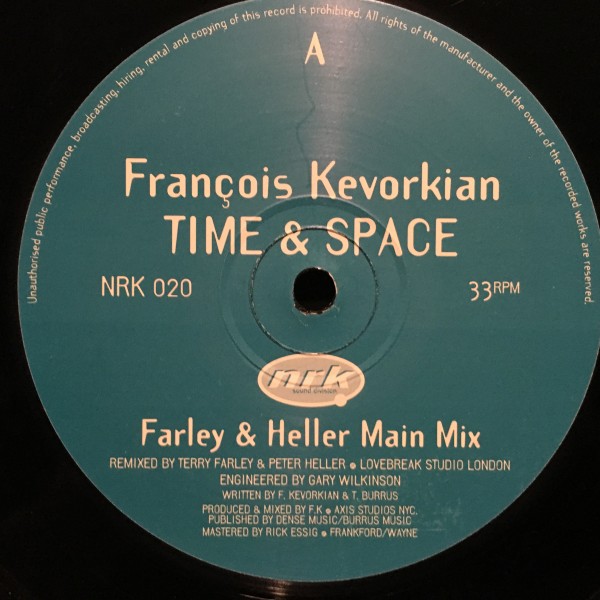 Unauthorised public performance, broadcasting, hiring, rental and copying of this record is prohibited. All rights of the manufacturer and the owner of the recorded works are reserved.
A
François Kevorkian
TIME & SPACE
NRK 020
33RPM
nrk
sound division
Farley & Heller Main Mix
REMIXED BY TERRY FARLEY & PETER HELLER ● LOVEBREAK STUDIO LONDON
ENGINEERED BY GARY WILKINSON
WRITTEN BY F. KEVORKIAN & T. BURRUS
PRODUCED & MIXED BY F.K ● AXIS STUDIOS NYC.
PUBLISHED BY DENSE MUSIC/BURRUS MUSIC
MASTERED BY RICK ESSIG ● FRANKFORD/WAYNE